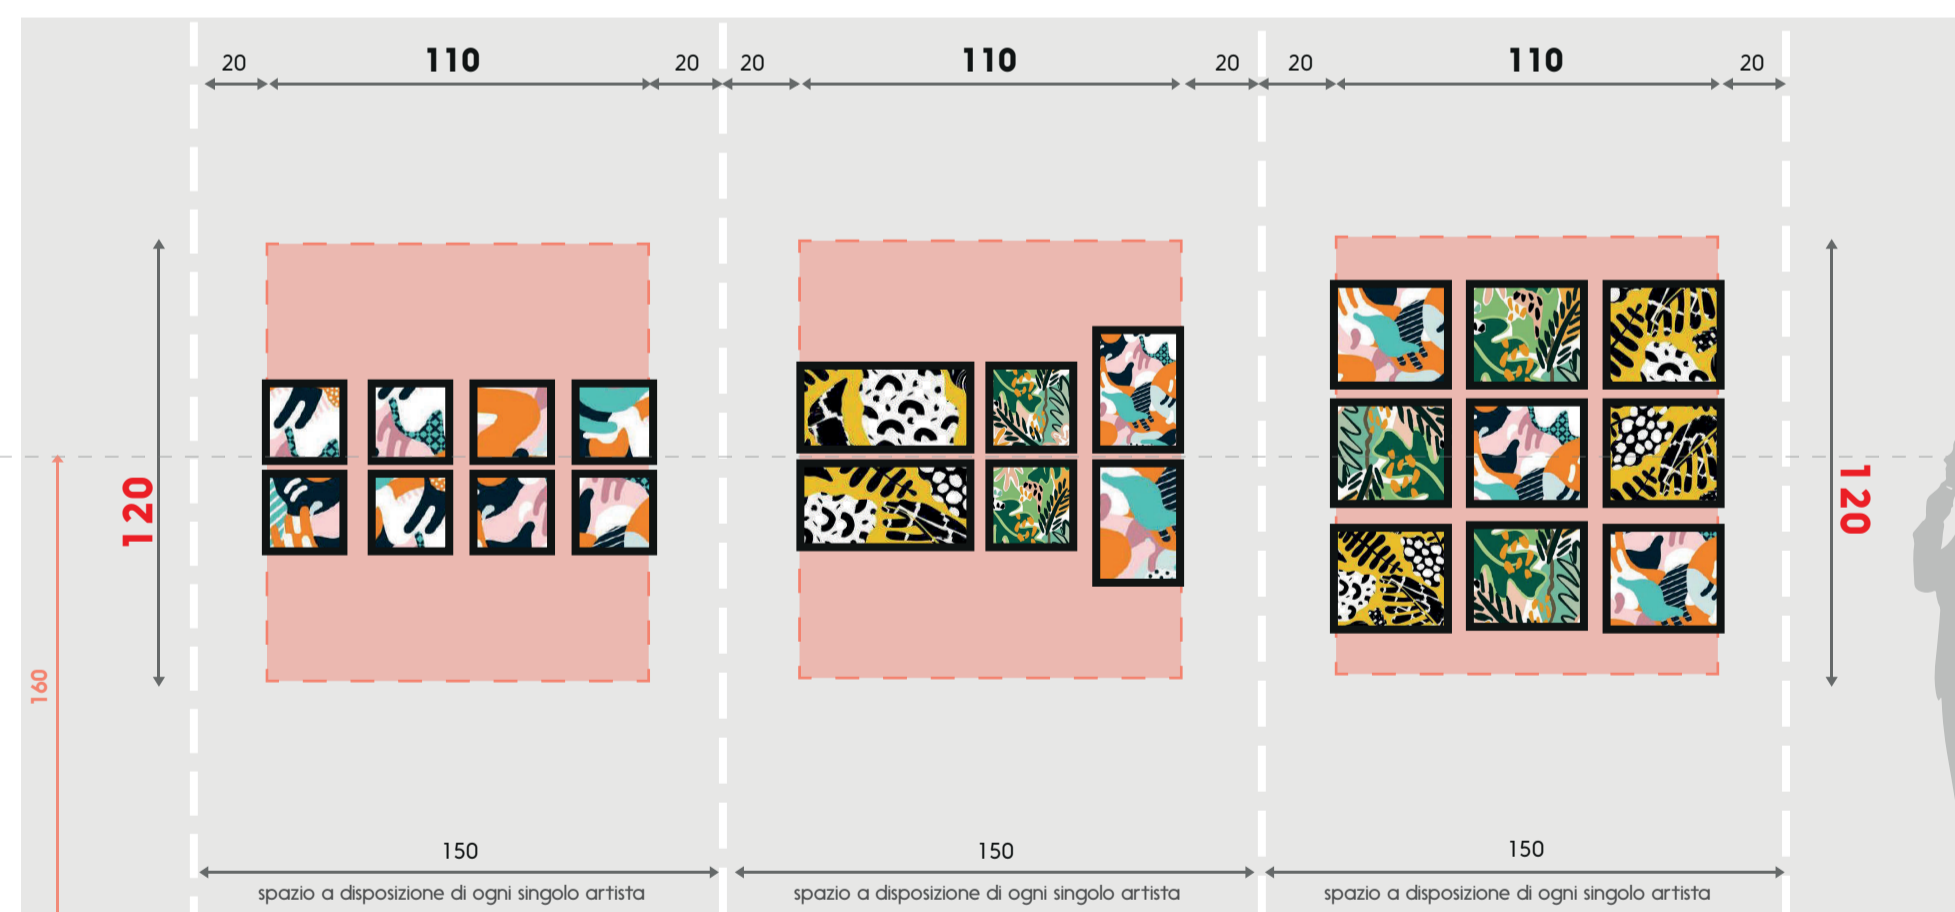 20 110 20 20 110 20 20 110 20
120
120
160
150 150 150
spazio a disposizione di ogni singolo artista
spazio a disposizione di ogni singolo artista
spazio a disposizione di ogni singolo artista